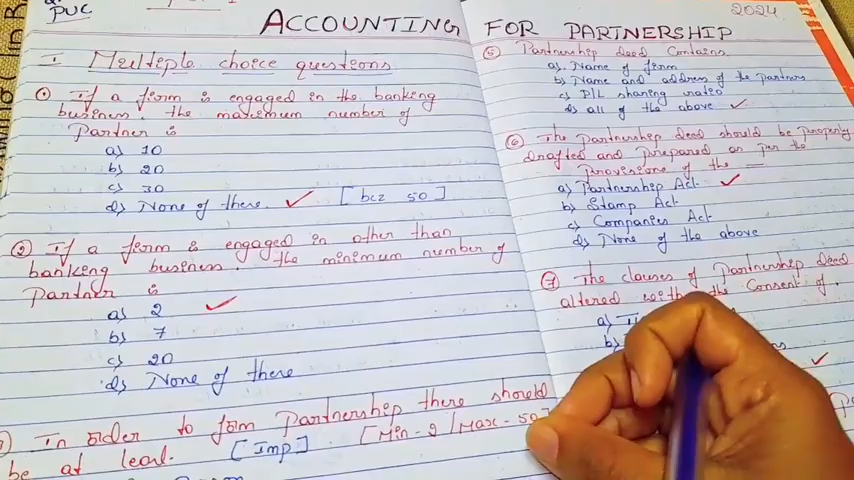 PUC
ACCOUNTING FOR PARTNERSHIP
2024
I Multiple choice questions
① If a firm is engaged in the banking
business. the maximum number of
Partner is
a) 10
b) 20
c) 30
d) None of there. ✓ [bcz 50]
② If a firm is engaged in other than
banking business. the minimum number of
Partner is
a) 2 ✓
b) 7
c) 20
d) None of there
In order to form Partnership there should
be at least. [Imp] [Min - 2 / Max - 50]
⑤ Partnership deed Contains
a) Name of firm
b) Name and address of the partners
c) P/L sharing ratio
d) all of the above ✓
⑥ The Partnership deed should be properly
drafted and prepared as per the
provisions of the __
a) Partnership Act ✓
b) Stamp Act
c) Companies Act
d) None of the above
⑦ The clauses of Partnership deed
altered with the Consent of.
a)
b)